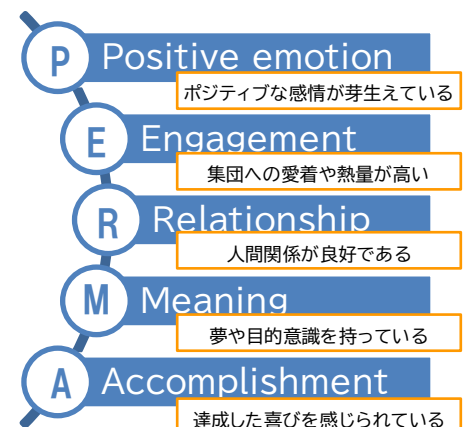 P Positive emotion
ポジティブな感情が芽生えている
E Engagement
集団への愛着や熱量が高い
R Relationship
人間関係が良好である
M Meaning
夢や目的意識を持っている
A Accomplishment
達成した喜びを感じられている